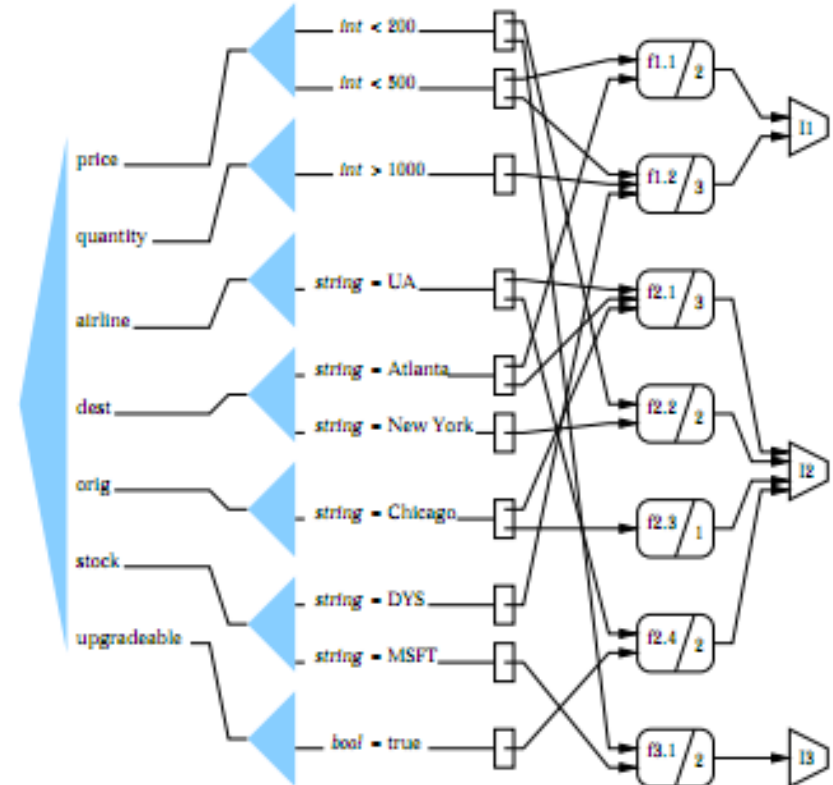 int < 200
int < 500
f1.1 / 2
I1
price
int > 1000
f1.2 / 3
quantity
string = UA
f2.1 / 3
airline
string = Atlanta
dest
string = New York
f2.2 / 2
I2
orig
string = Chicago
f2.3 / 1
stock
string = DYS
f2.4 / 2
upgradeable
string = MSFT
bool = true
f3.1 / 2
I3